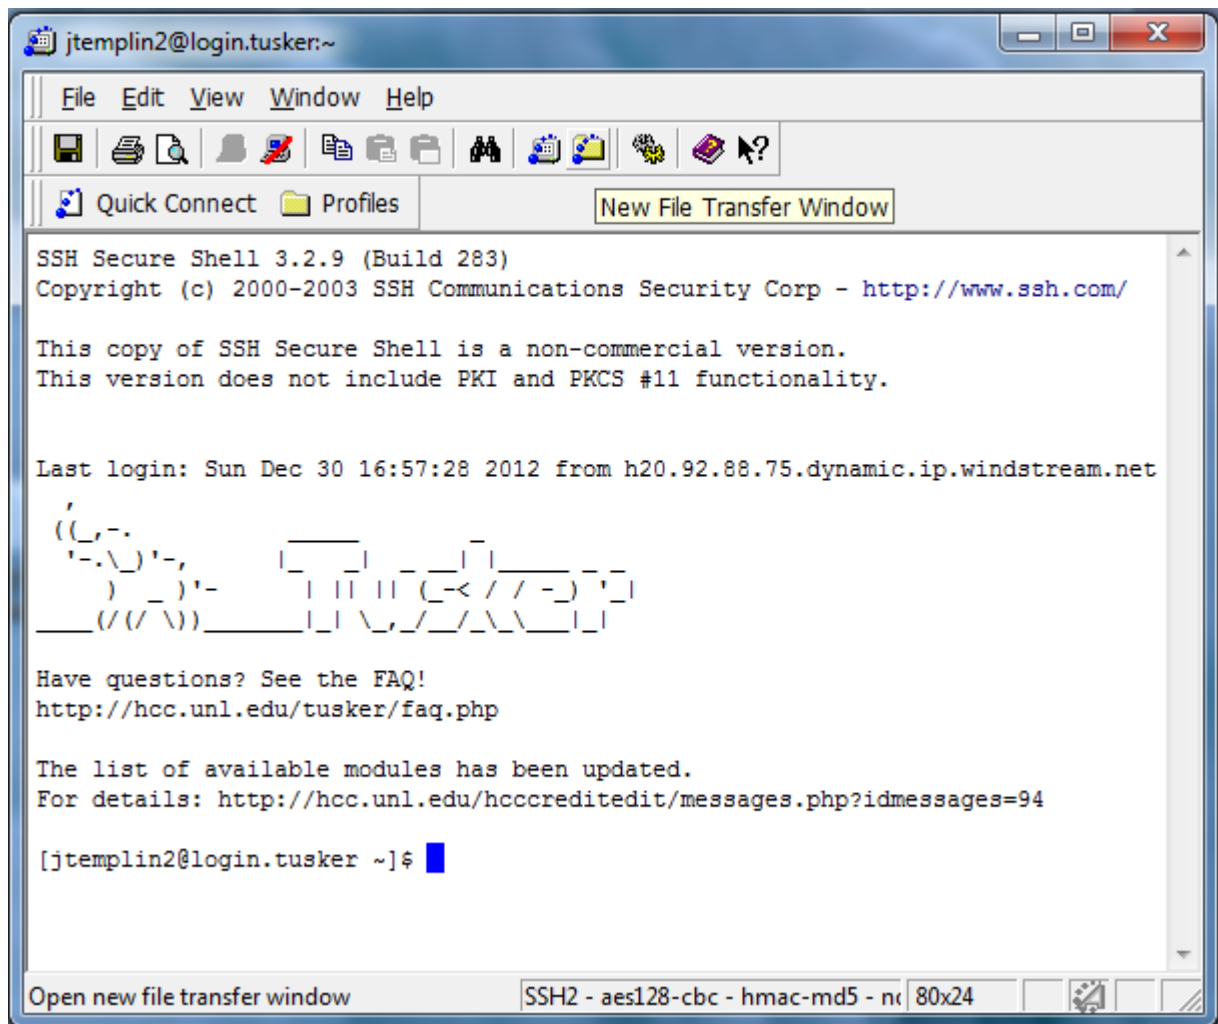 jtemplin2@login.tusker:~
File Edit View Window Help
Quick Connect Profiles
New File Transfer Window
SSH Secure Shell 3.2.9 (Build 283)
Copyright (c) 2000-2003 SSH Communications Security Corp - http://www.ssh.com/
This copy of SSH Secure Shell is a non-commercial version.
This version does not include PKI and PKCS #11 functionality.
Last login: Sun Dec 30 16:57:28 2012 from h20.92.88.75.dynamic.ip.windstream.net
Tusker
Have questions? See the FAQ!
http://hcc.unl.edu/tusker/faq.php
The list of available modules has been updated.
For details: http://hcc.unl.edu/hcccreditedit/messages.php?idmessages=94
[jtemplin2@login.tusker ~]$
Open new file transfer window SSH2 - aes128-cbc - hmac-md5 - 80x24